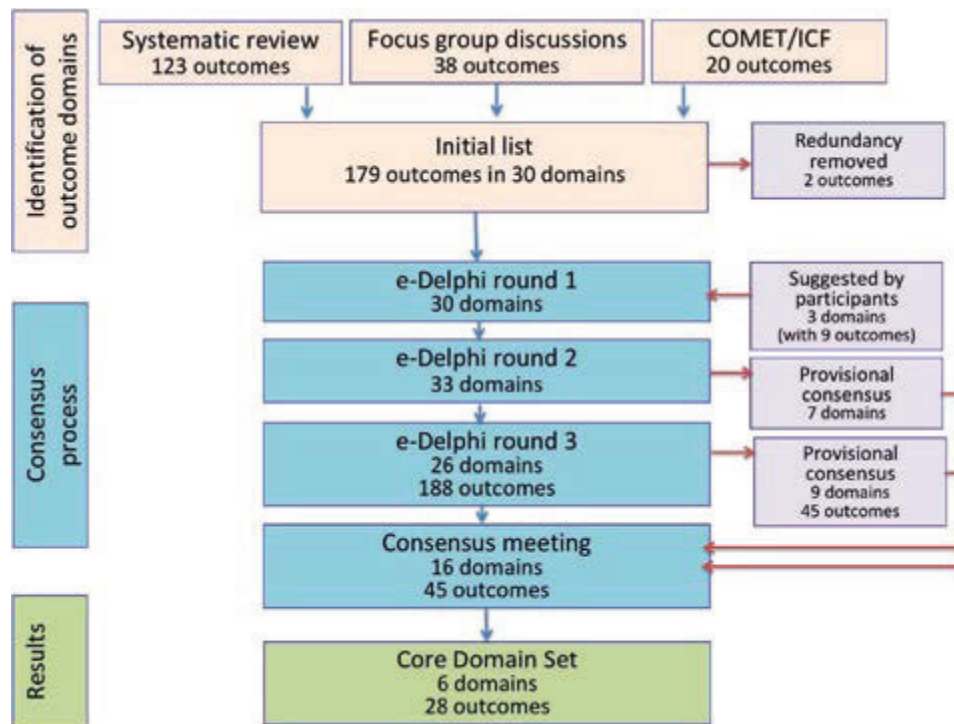 Identification of
outcome domains
Systematic review
123 outcomes
Focus group discussions
38 outcomes
COMET/ICF
20 outcomes
Initial list
179 outcomes in 30 domains
Redundancy
removed
2 outcomes
Consensus
process
e-Delphi round 1
30 domains
Suggested by
participants
3 domains
(with 9 outcomes)
e-Delphi round 2
33 domains
Provisional
consensus
7 domains
e-Delphi round 3
26 domains
188 outcomes
Provisional
consensus
9 domains
45 outcomes
Consensus meeting
16 domains
45 outcomes
Results
Core Domain Set
6 domains
28 outcomes